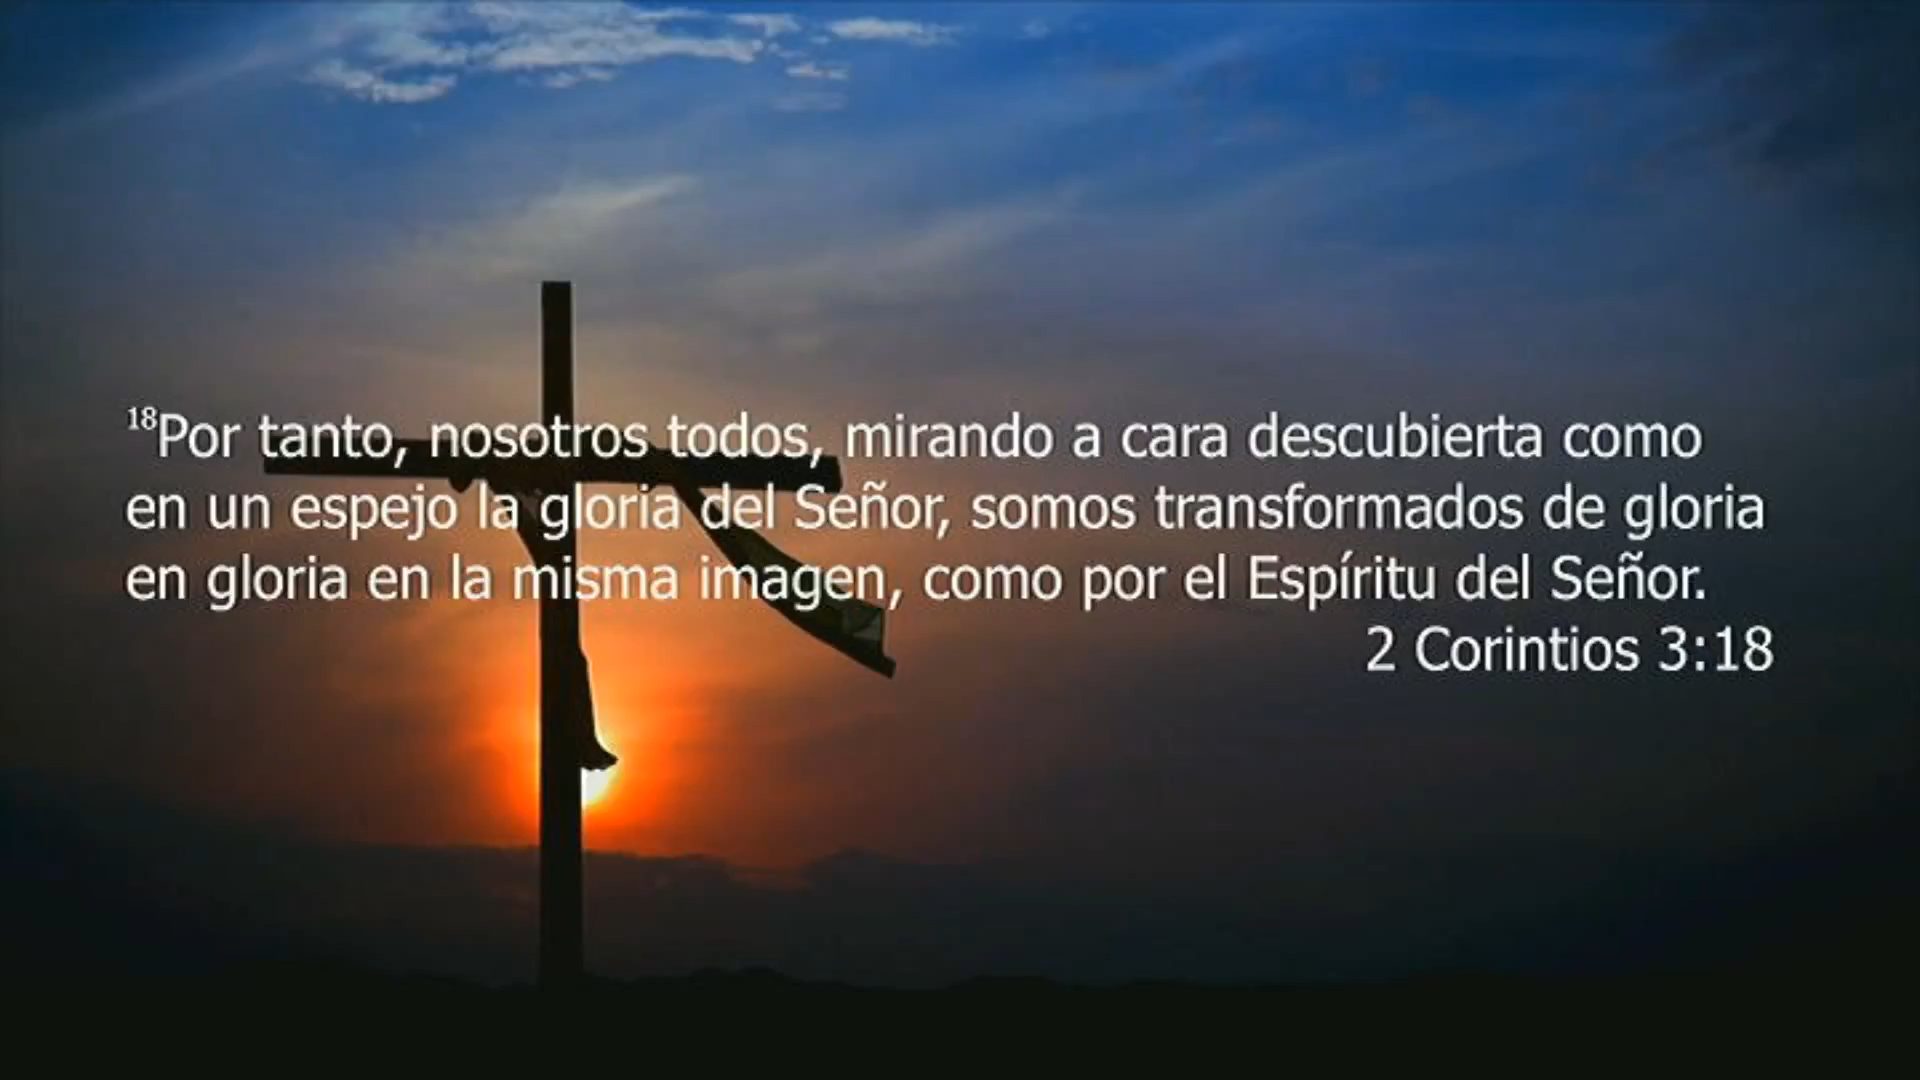 ¹⁸Por tanto, nosotros todos, mirando a cara descubierta como
en un espejo la gloria del Señor, somos transformados de gloria
en gloria en la misma imagen, como por el Espíritu del Señor.
2 Corintios 3:18